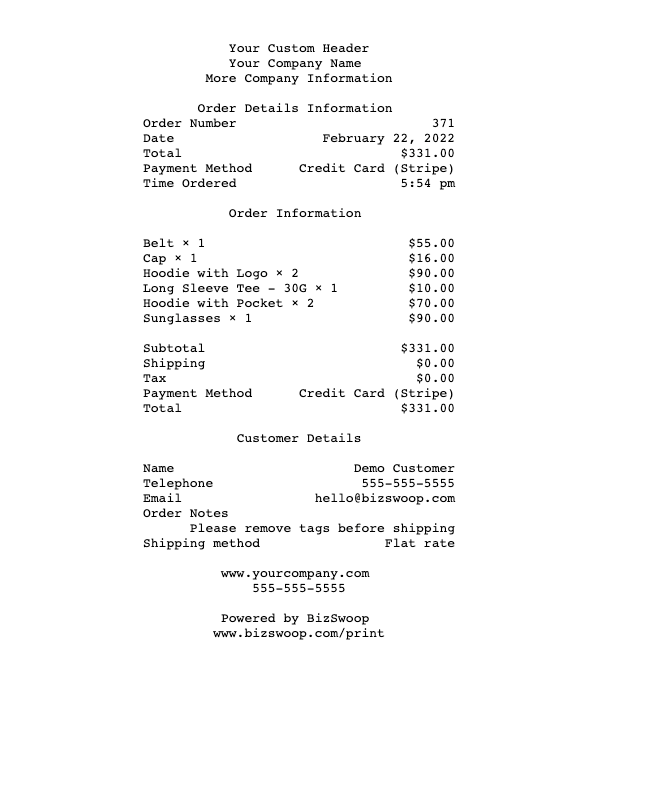 Your Custom Header
Your Company Name
More Company Information
Order Details Information
Order Number 371
Date February 22, 2022
Total $331.00
Payment Method Credit Card (Stripe)
Time Ordered 5:54 pm
Order Information
Belt × 1 $55.00
Cap × 1 $16.00
Hoodie with Logo × 2 $90.00
Long Sleeve Tee - 30G × 1 $10.00
Hoodie with Pocket × 2 $70.00
Sunglasses × 1 $90.00
Subtotal $331.00
Shipping $0.00
Tax $0.00
Payment Method Credit Card (Stripe)
Total $331.00
Customer Details
Name Demo Customer
Telephone 555-555-5555
Email hello@bizswoop.com
Order Notes
Please remove tags before shipping
Shipping method Flat rate
www.yourcompany.com
555-555-5555
Powered by BizSwoop
www.bizswoop.com/print